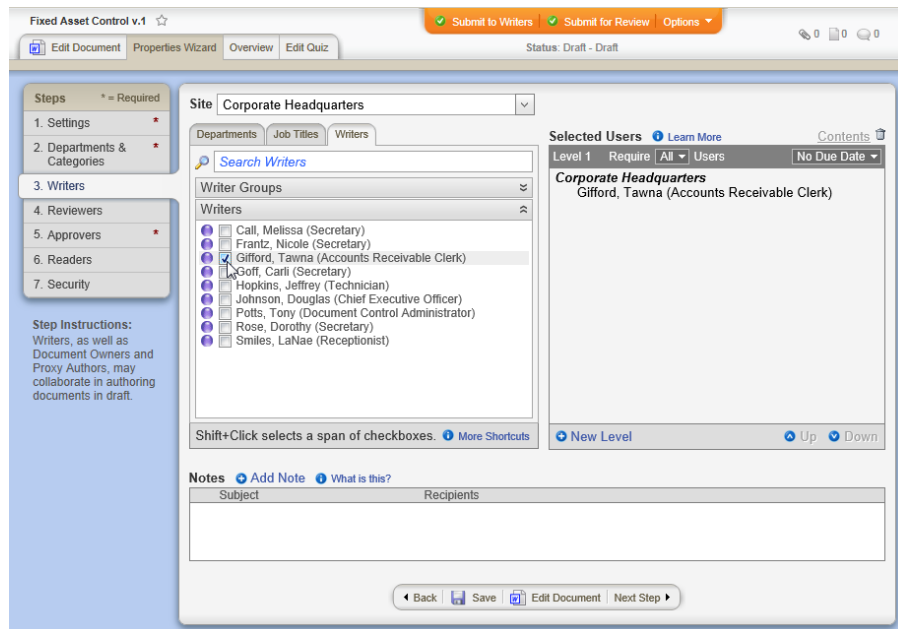 Fixed Asset Control v.1
Submit to Writers Submit for Review Options
0 0 0
Edit Document Properties Wizard Overview Edit Quiz
Status: Draft - Draft
Steps * = Required
1. Settings *
2. Departments & *
Categories
3. Writers
4. Reviewers
5. Approvers *
6. Readers
7. Security
Step Instructions:
Writers, as well as
Document Owners and
Proxy Authors, may
collaborate in authoring
documents in draft.
Site Corporate Headquarters
Departments Job Titles Writers
Search Writers
Writer Groups
Writers
Call, Melissa (Secretary)
Frantz, Nicole (Secretary)
Gifford, Tawna (Accounts Receivable Clerk)
Goff, Carli (Secretary)
Hopkins, Jeffrey (Technician)
Johnson, Douglas (Chief Executive Officer)
Potts, Tony (Document Control Administrator)
Rose, Dorothy (Secretary)
Smiles, LaNae (Receptionist)
Shift+Click selects a span of checkboxes. More Shortcuts
Selected Users Learn More Contents
Level 1 Require All Users No Due Date
Corporate Headquarters
Gifford, Tawna (Accounts Receivable Clerk)
New Level Up Down
Notes Add Note What is this?
Subject Recipients
Back Save Edit Document Next Step